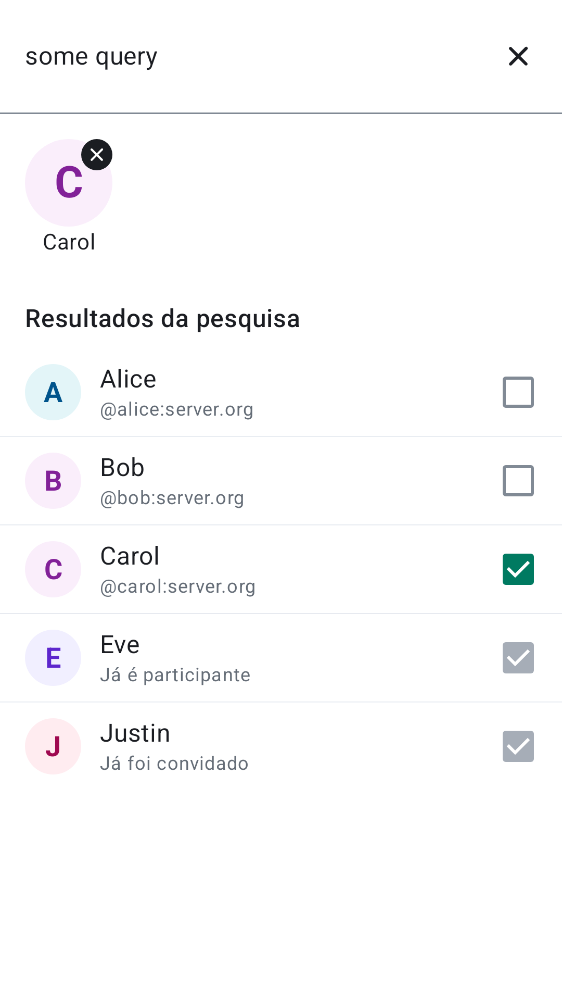 some query
C
Carol
Resultados da pesquisa
A
Alice
@alice:server.org
B
Bob
@bob:server.org
C
Carol
@carol:server.org
E
Eve
Já é participante
J
Justin
Já foi convidado